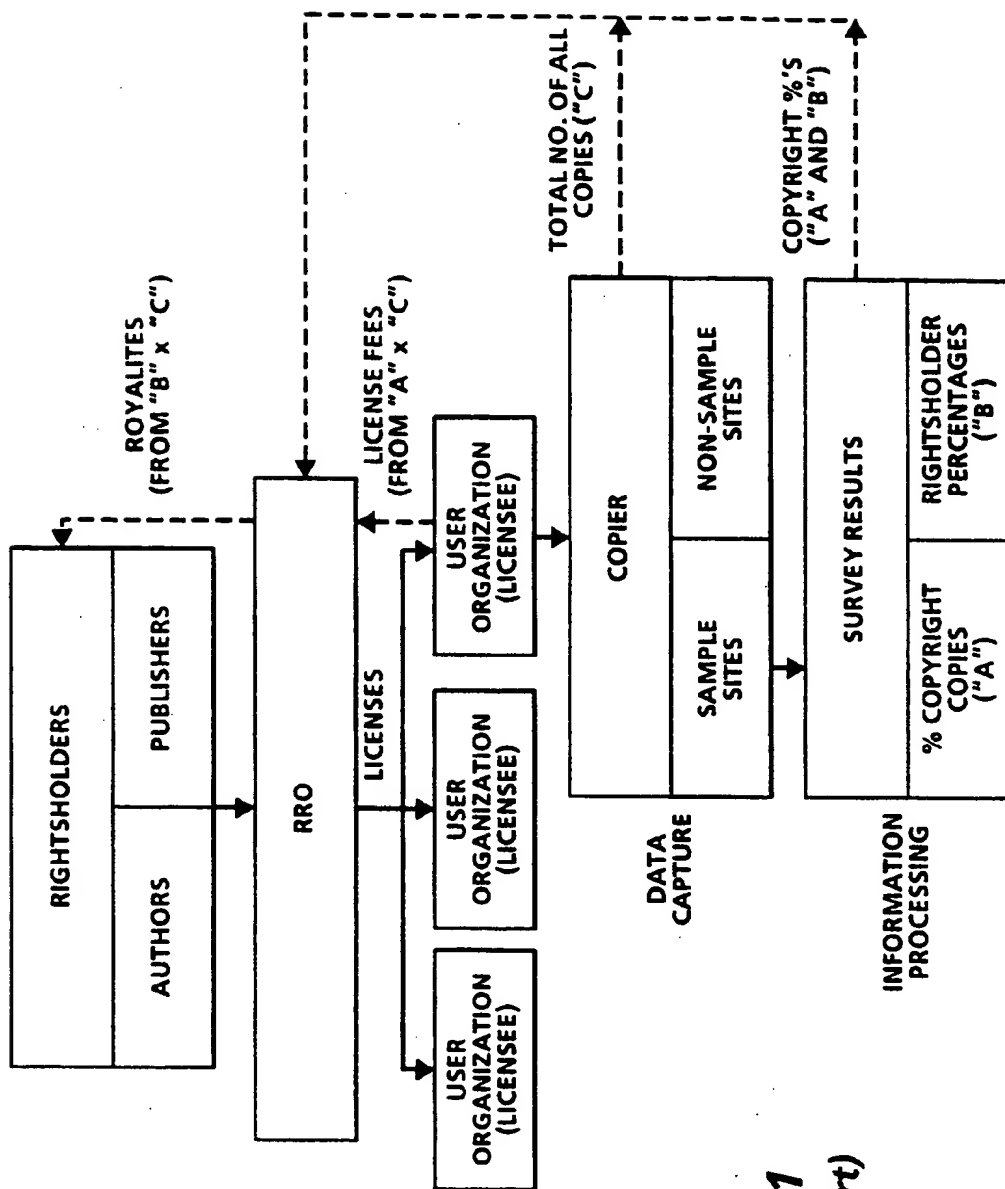 RIGHTSHOLDERS
AUTHORS
PUBLISHERS
ROYALITES
(FROM "B" x "C")
RRO
LICENSES
LICENSE FEES
(FROM "A" x "C")
USER
ORGANIZATION
(LICENSEE)
USER
ORGANIZATION
(LICENSEE)
USER
ORGANIZATION
(LICENSEE)
TOTAL NO. OF ALL
COPIES ("C")
DATA
CAPTURE
COPIER
SAMPLE
SITES
NON-SAMPLE
SITES
COPYRIGHT %'S
("A" AND "B")
INFORMATION
PROCESSING
SURVEY RESULTS
% COPYRIGHT
COPIES
("A")
RIGHTSHOLDER
PERCENTAGES
("B")
1